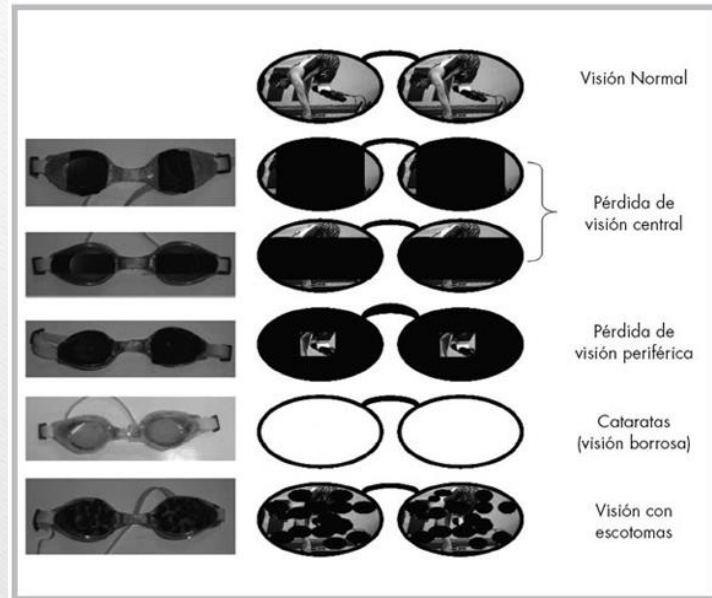 Visión Normal
Pérdida de
visión central
Pérdida de
visión periférica
Cataratas
(visión borrosa)
Visión con
escotomas